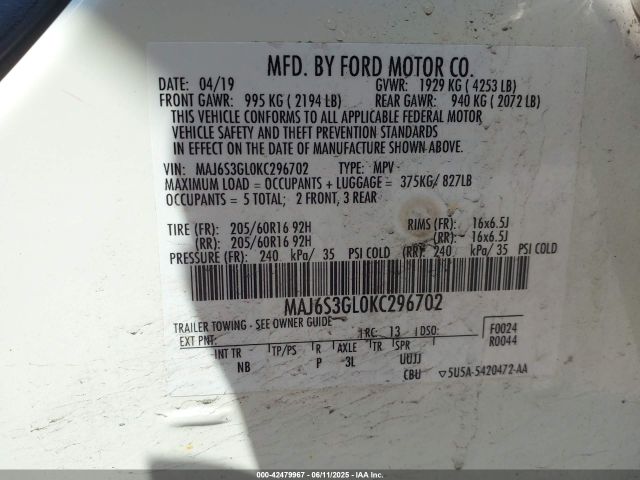 MFD. BY FORD MOTOR CO.
DATE: 04/19 GVWR: 1929 KG ( 4253 LB)
FRONT GAWR: 995 KG ( 2194 LB) REAR GAWR: 940 KG ( 2072 LB)
THIS VEHICLE CONFORMS TO ALL APPLICABLE FEDERAL MOTOR
VEHICLE SAFETY AND THEFT PREVENTION STANDARDS
IN EFFECT ON THE DATE OF MANUFACTURE SHOWN ABOVE.
VIN: MAJ6S3GL0KC296702 TYPE: MPV
MAXIMUM LOAD = OCCUPANTS + LUGGAGE = 375KG/ 827LB
OCCUPANTS = 5 TOTAL; 2 FRONT, 3 REAR
TIRE (FR): 205/60R16 92H RIMS (FR): 16x6.5J
(RR): 205/60R16 92H (RR): 16x6.5J
PRESSURE (FR): 240 kPa/ 35 PSI COLD (RR): 240 kPa/ 35 PSI COLD
MAJ6S3GL0KC296702
TRAILER TOWING - SEE OWNER GUIDE
EXT PNT: RC: 13 DSO: F0024
R0044
INT TR TP/PS R AXLE TR SPR
NB P 3L UUJJ
CBU ▽5U5A-5420472-AA
000-42479967 - 06/11/2025 - IAA Inc.